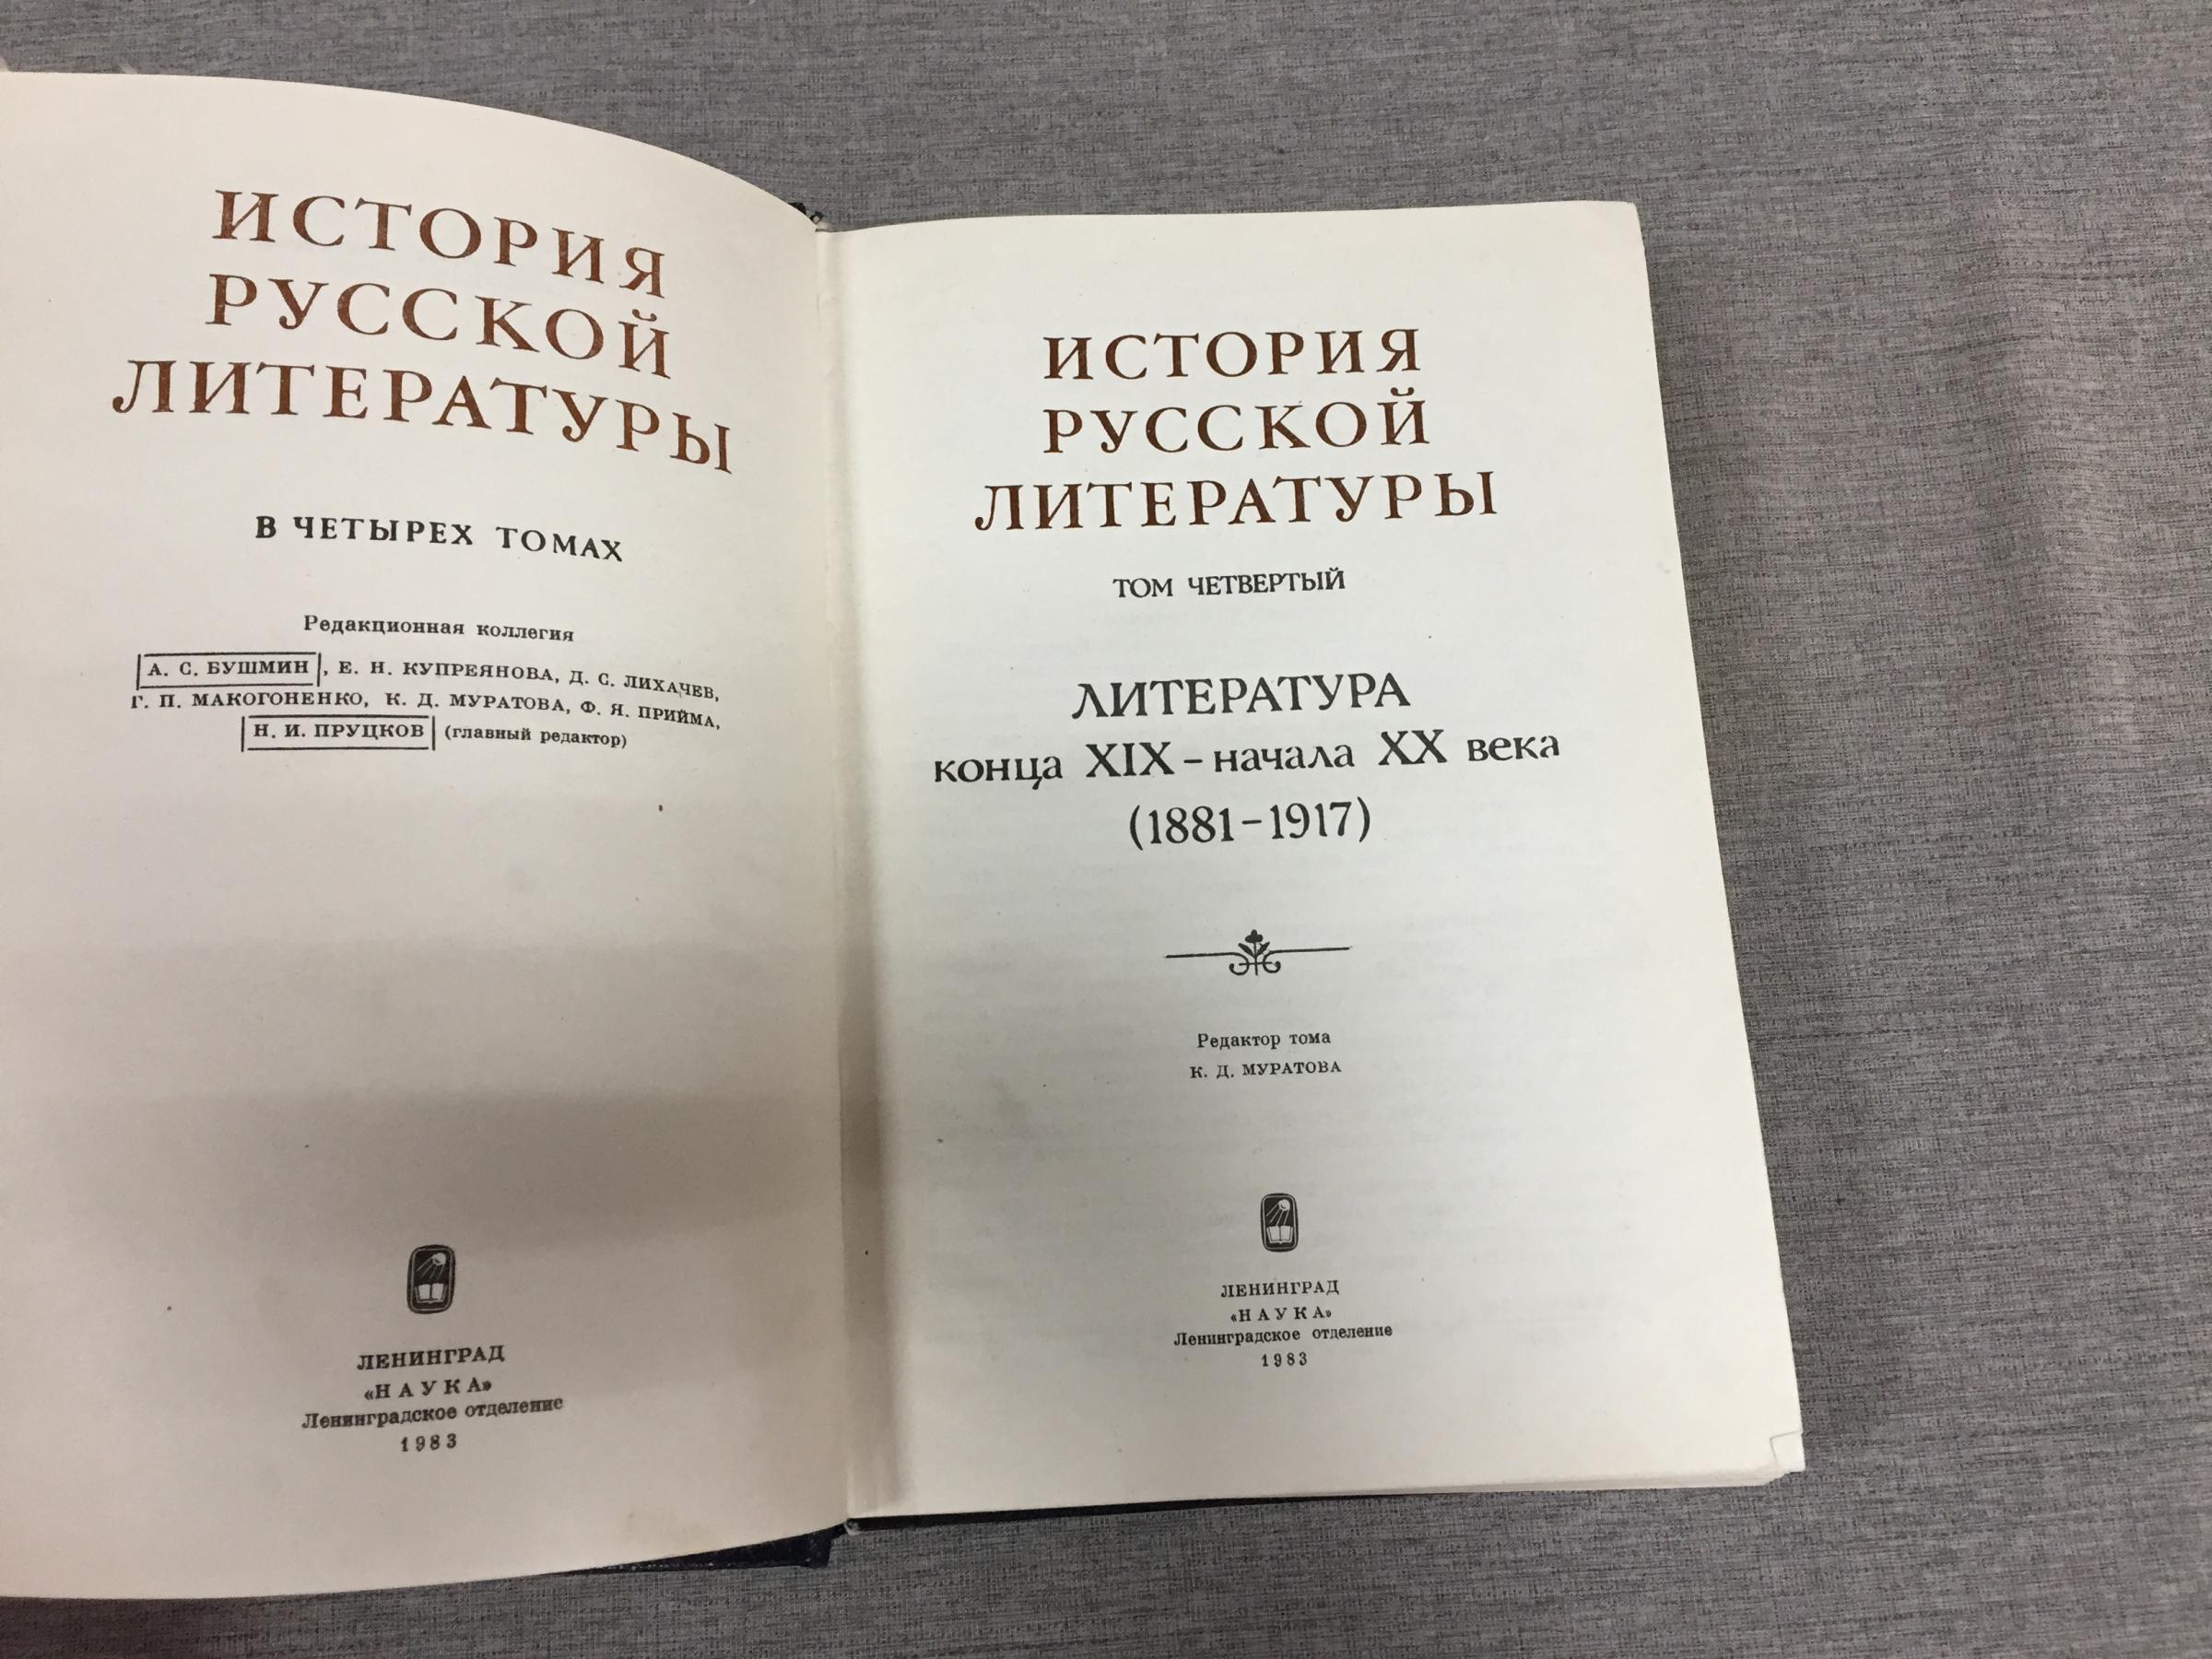 ИСТОРИЯ
РУССКОЙ
ЛИТЕРАТУРЫ
В ЧЕТЫРЕХ ТОМАХ
Редакционная коллегия
А. С. БУШМИН, Е. Н. КУПРЕЯНОВА, Д. С. ЛИХАЧЕВ,
Г. П. МАКОГОНЕНКО, К. Д. МУРАТОВА, Ф. Я. ПРИЙМА,
Н. И. ПРУЦКОВ (главный редактор)
ЛЕНИНГРАД
«НАУКА»
Ленинградское отделение
1983
ИСТОРИЯ
РУССКОЙ
ЛИТЕРАТУРЫ
ТОМ ЧЕТВЕРТЫЙ
ЛИТЕРАТУРА
конца XIX – начала XX века
(1881–1917)
Редактор тома
К. Д. МУРАТОВА
ЛЕНИНГРАД
«НАУКА»
Ленинградское отделение
1983